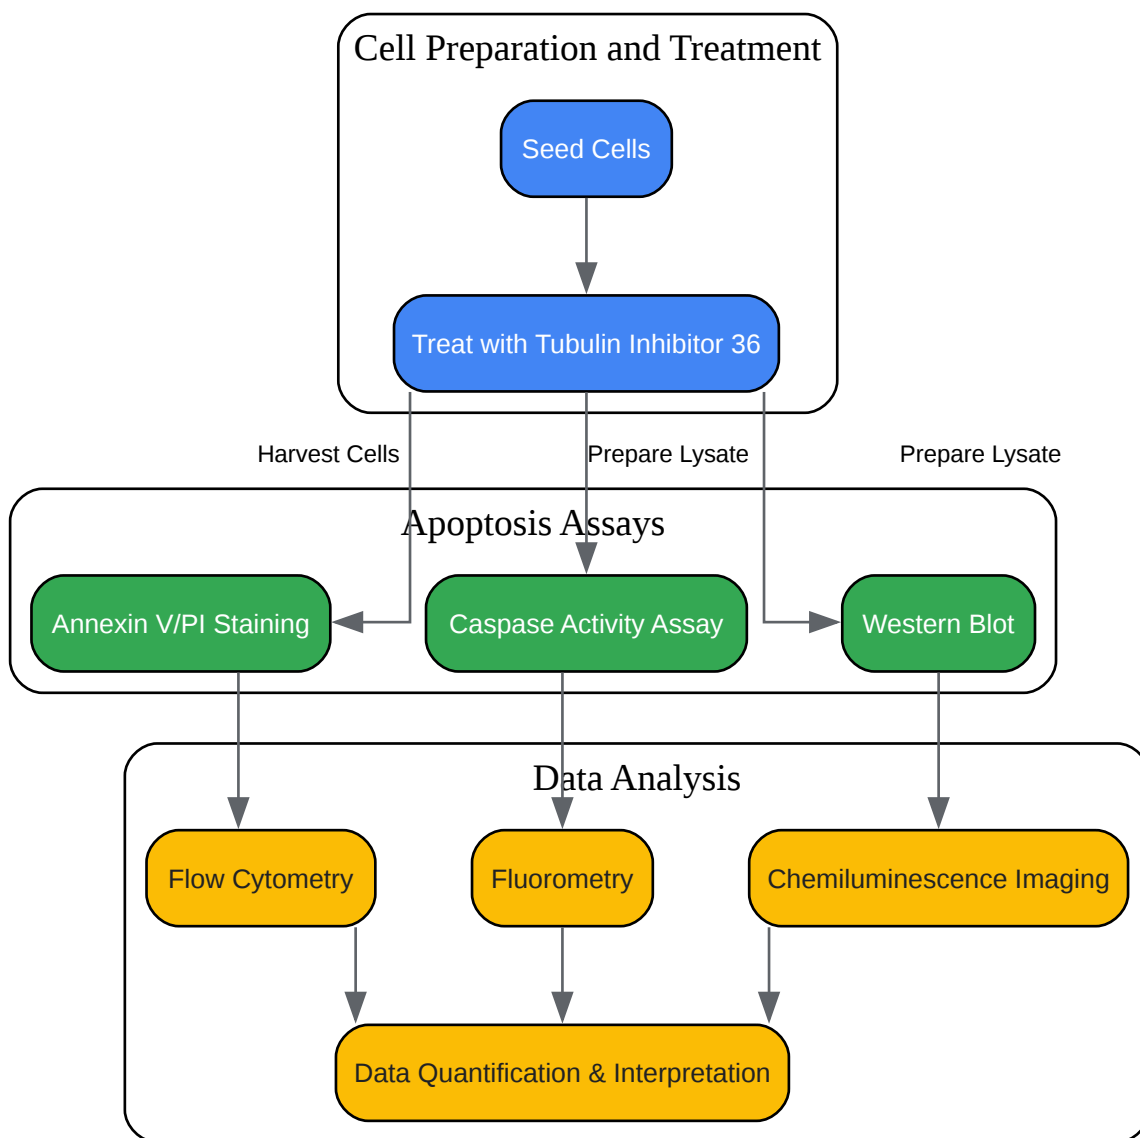 Cell Preparation and Treatment
Seed Cells
Treat with Tubulin Inhibitor 36
Harvest Cells
Prepare Lysate
Prepare Lysate
Apoptosis Assays
Annexin V/PI Staining
Caspase Activity Assay
Western Blot
Data Analysis
Flow Cytometry
Fluorometry
Chemiluminescence Imaging
Data Quantification & Interpretation